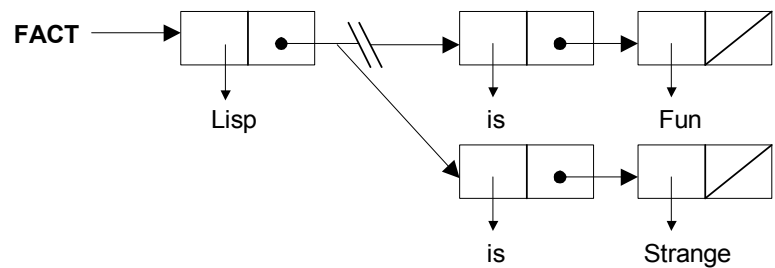 FACT
Lisp
is
Fun
is
Strange